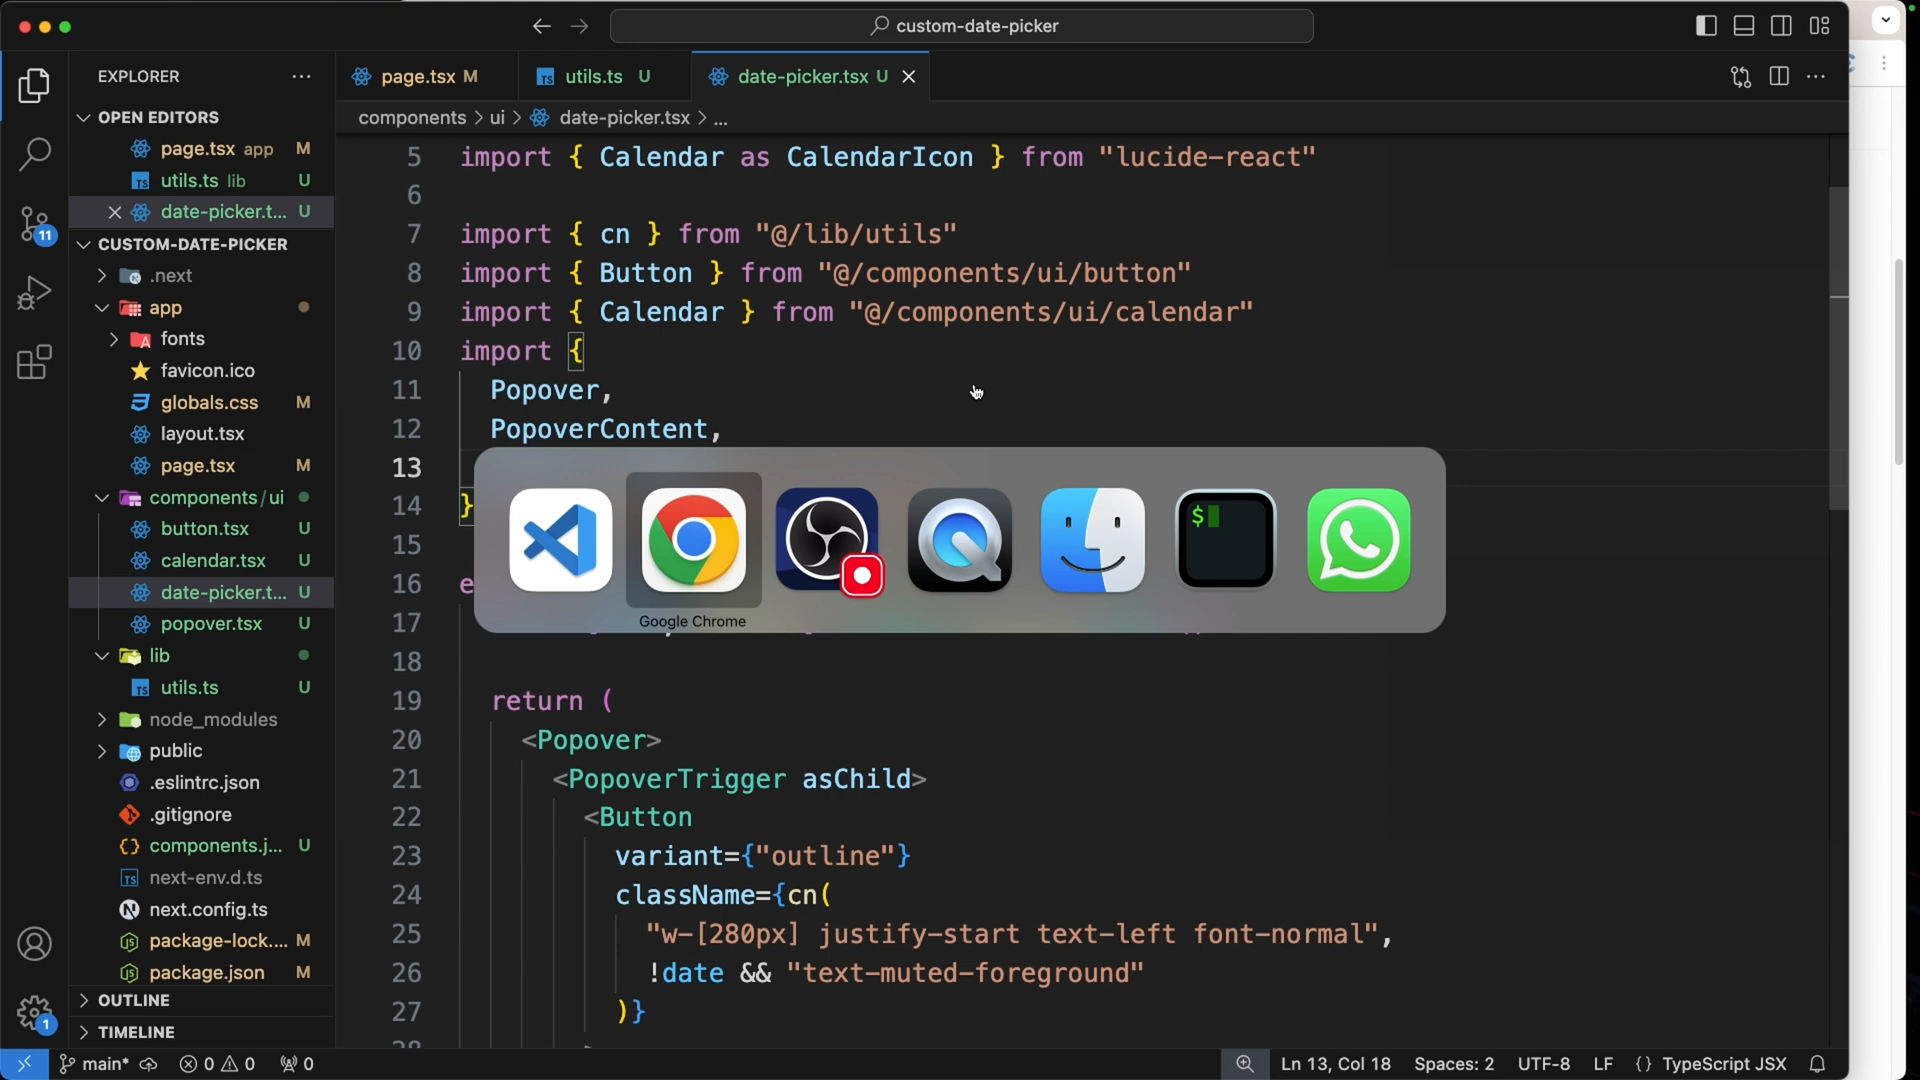 custom-date-picker
EXPLORER
page.tsx M
utils.ts U
date-picker.tsx U
OPEN EDITORS
components > ui > date-picker.tsx > ...
page.tsx app M
utils.ts lib U
date-picker.t... U
CUSTOM-DATE-PICKER
.next
app
fonts
favicon.ico
globals.css M
layout.tsx
page.tsx M
components/ui
button.tsx U
calendar.tsx U
date-picker.t... U
popover.tsx U
lib
utils.ts U
node_modules
public
.eslintrc.json
.gitignore
components.j... U
next-env.d.ts
next.config.ts
package-lock.... M
package.json M
OUTLINE
TIMELINE
11
1
5 import { Calendar as CalendarIcon } from "lucide-react"
6
7 import { cn } from "@/lib/utils"
8 import { Button } from "@/components/ui/button"
9 import { Calendar } from "@/components/ui/calendar"
10 import {
11 Popover,
12 PopoverContent,
13
14 }
15
16 e
17
18
19 return (
20 <Popover>
21 <PopoverTrigger asChild>
22 <Button
23 variant={"outline"}
24 className={cn(
25 "w-[280px] justify-start text-left font-normal",
26 !date && "text-muted-foreground"
27 )}
28 >
$
Google Chrome
main* 0 0 0
Ln 13, Col 18 Spaces: 2 UTF-8 LF {} TypeScript JSX